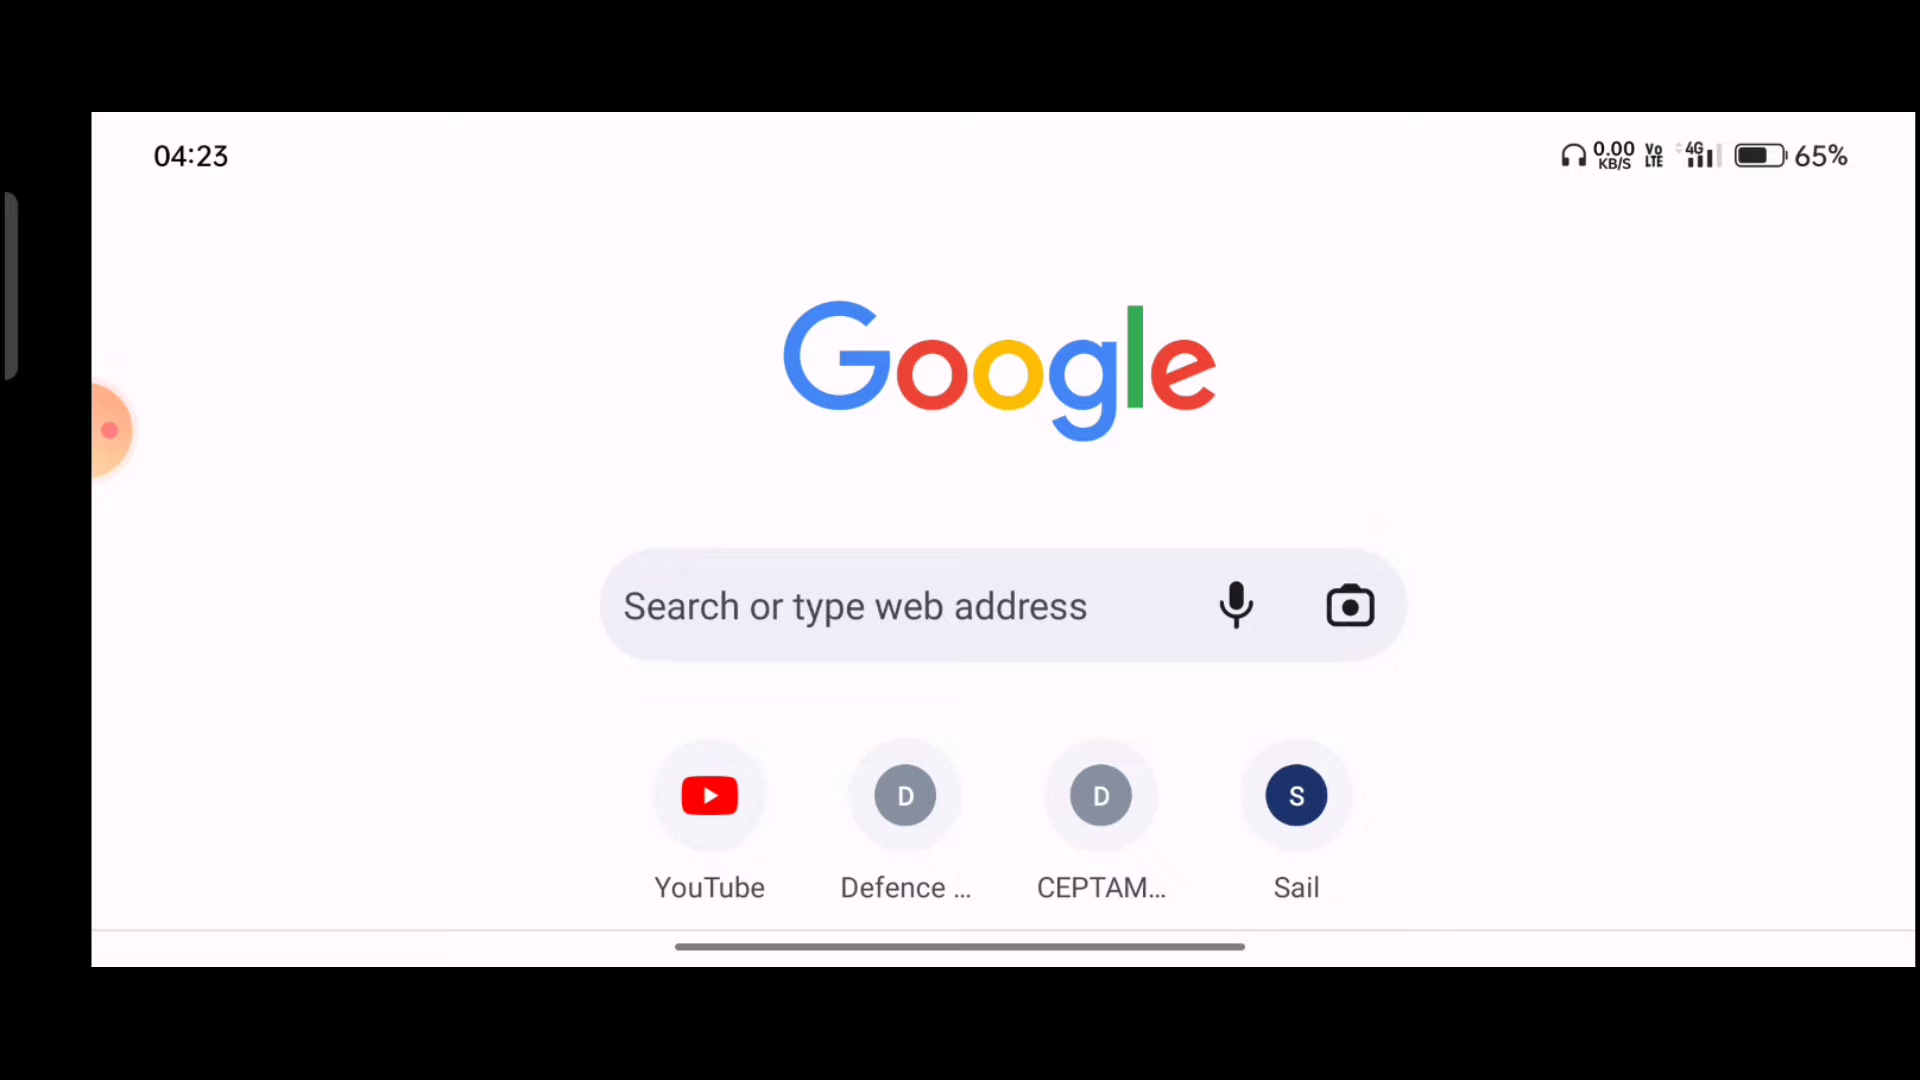 04:23
0.00 KB/S Vo LTE 4G 65%
Google
Search or type web address
D D S
YouTube Defence ... CEPTAM... Sail